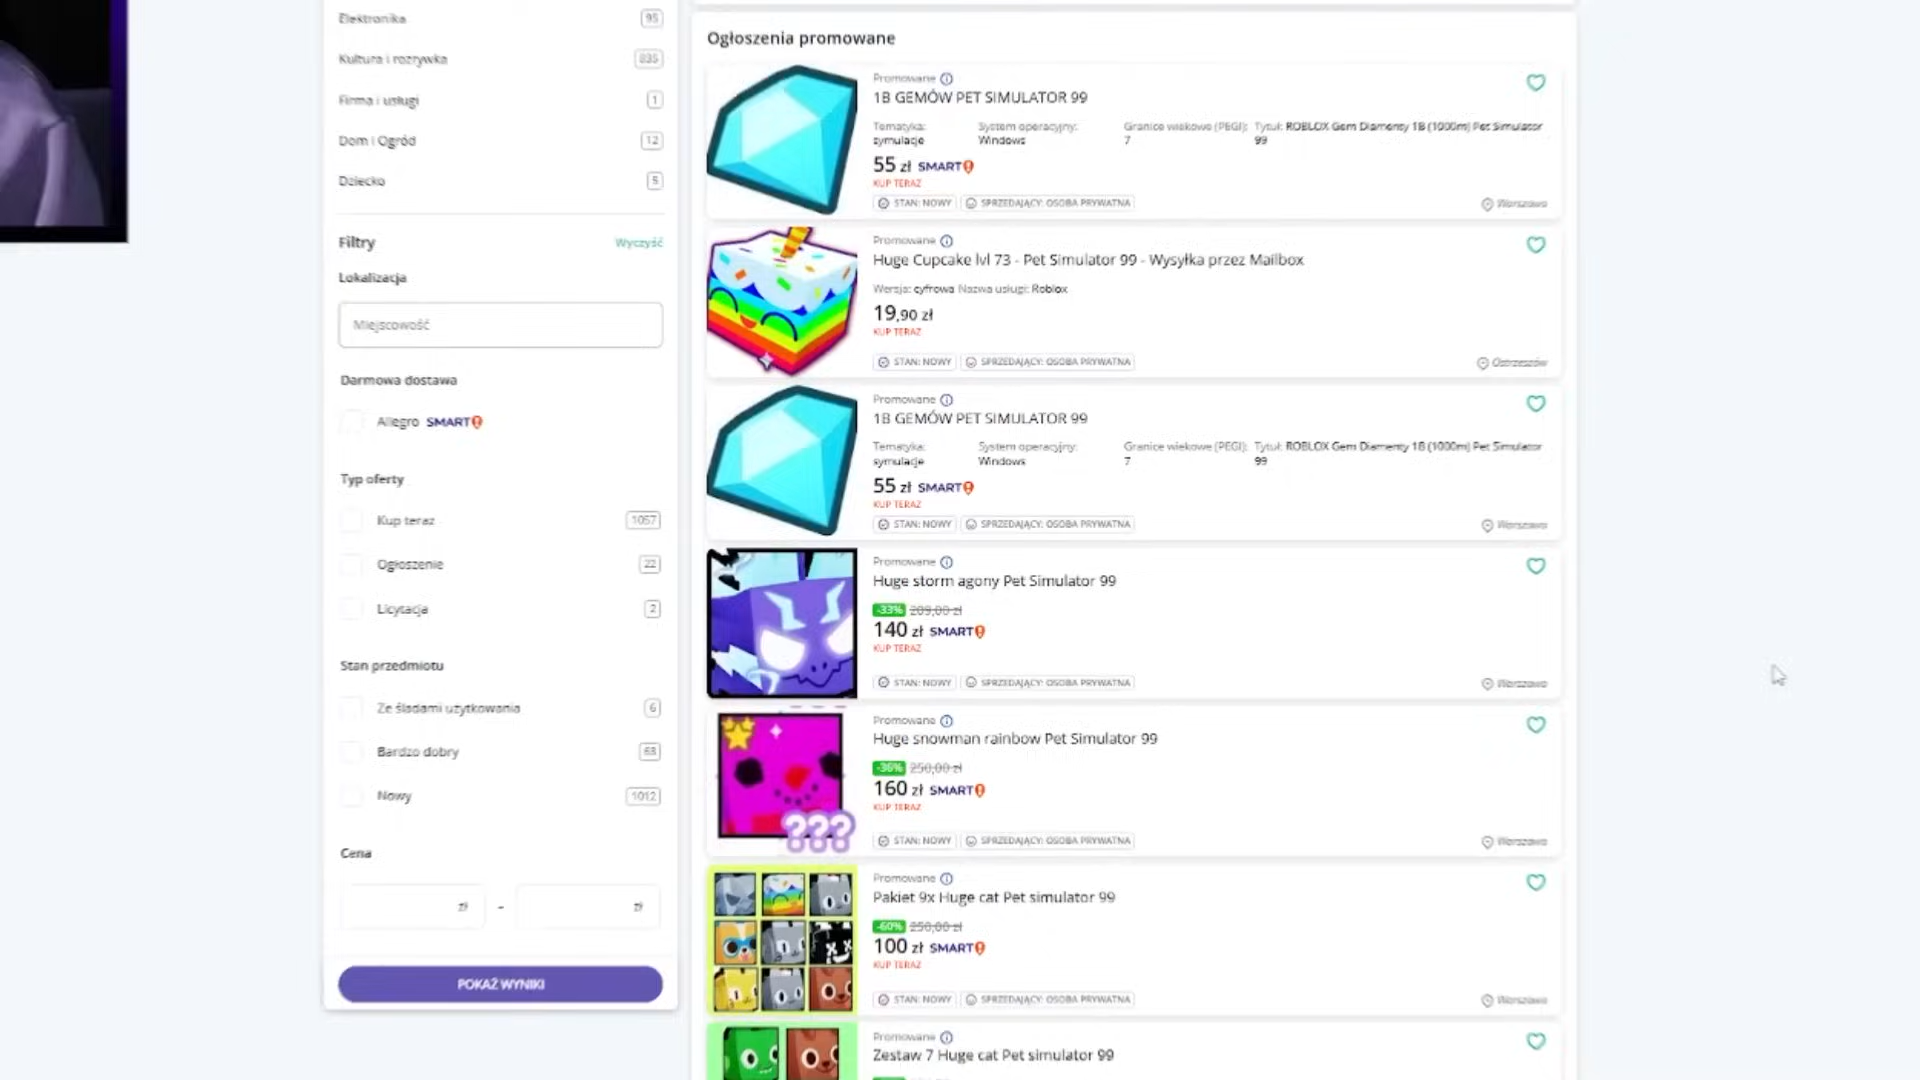 Elektronika 95
Kultura i rozrywka 835
Firma i usługi 1
Dom i Ogród 12
Dziecko 5
Filtry Wyczyść
Lokalizacja
Miejscowość
Darmowa dostawa
Allegro SMART!
Typ oferty
Kup teraz 1057
Ogłoszenie 22
Licytacja 2
Stan przedmiotu
Ze śladami użytkowania 6
Bardzo dobry 63
Nowy 1012
Cena
zł - zł
POKAŻ WYNIKI
Ogłoszenia promowane
Promowane
1B GEMÓW PET SIMULATOR 99
Tematyka: System operacyjny: Granice wiekowe (PEGI): Tytuł: ROBLOX Gem Diamenty 1B (1000m) Pet Simulator
symulacje Windows 7 99
55 zł SMART!
KUP TERAZ
STAN: NOWY SPRZEDAJĄCY: OSOBA PRYWATNA Warszawa
Promowane
Huge Cupcake lvl 73 - Pet Simulator 99 - Wysyłka przez Mailbox
Wersja: cyfrowa Nazwa usługi: Roblox
19,90 zł
KUP TERAZ
STAN: NOWY SPRZEDAJĄCY: OSOBA PRYWATNA Ostrzeszów
Promowane
1B GEMÓW PET SIMULATOR 99
Tematyka: System operacyjny: Granice wiekowe (PEGI): Tytuł: ROBLOX Gem Diamenty 1B (1000m) Pet Simulator
symulacje Windows 7 99
55 zł SMART!
KUP TERAZ
STAN: NOWY SPRZEDAJĄCY: OSOBA PRYWATNA Warszawa
Promowane
Huge storm agony Pet Simulator 99
-33% 209,00 zł
140 zł SMART!
KUP TERAZ
STAN: NOWY SPRZEDAJĄCY: OSOBA PRYWATNA Warszawa
Promowane
Huge snowman rainbow Pet Simulator 99
-36% 250,00 zł
160 zł SMART!
KUP TERAZ
???
STAN: NOWY SPRZEDAJĄCY: OSOBA PRYWATNA Warszawa
Promowane
Pakiet 9x Huge cat Pet simulator 99
-60% 250,00 zł
100 zł SMART!
KUP TERAZ
STAN: NOWY SPRZEDAJĄCY: OSOBA PRYWATNA Warszawa
Promowane
Zestaw 7 Huge cat Pet simulator 99